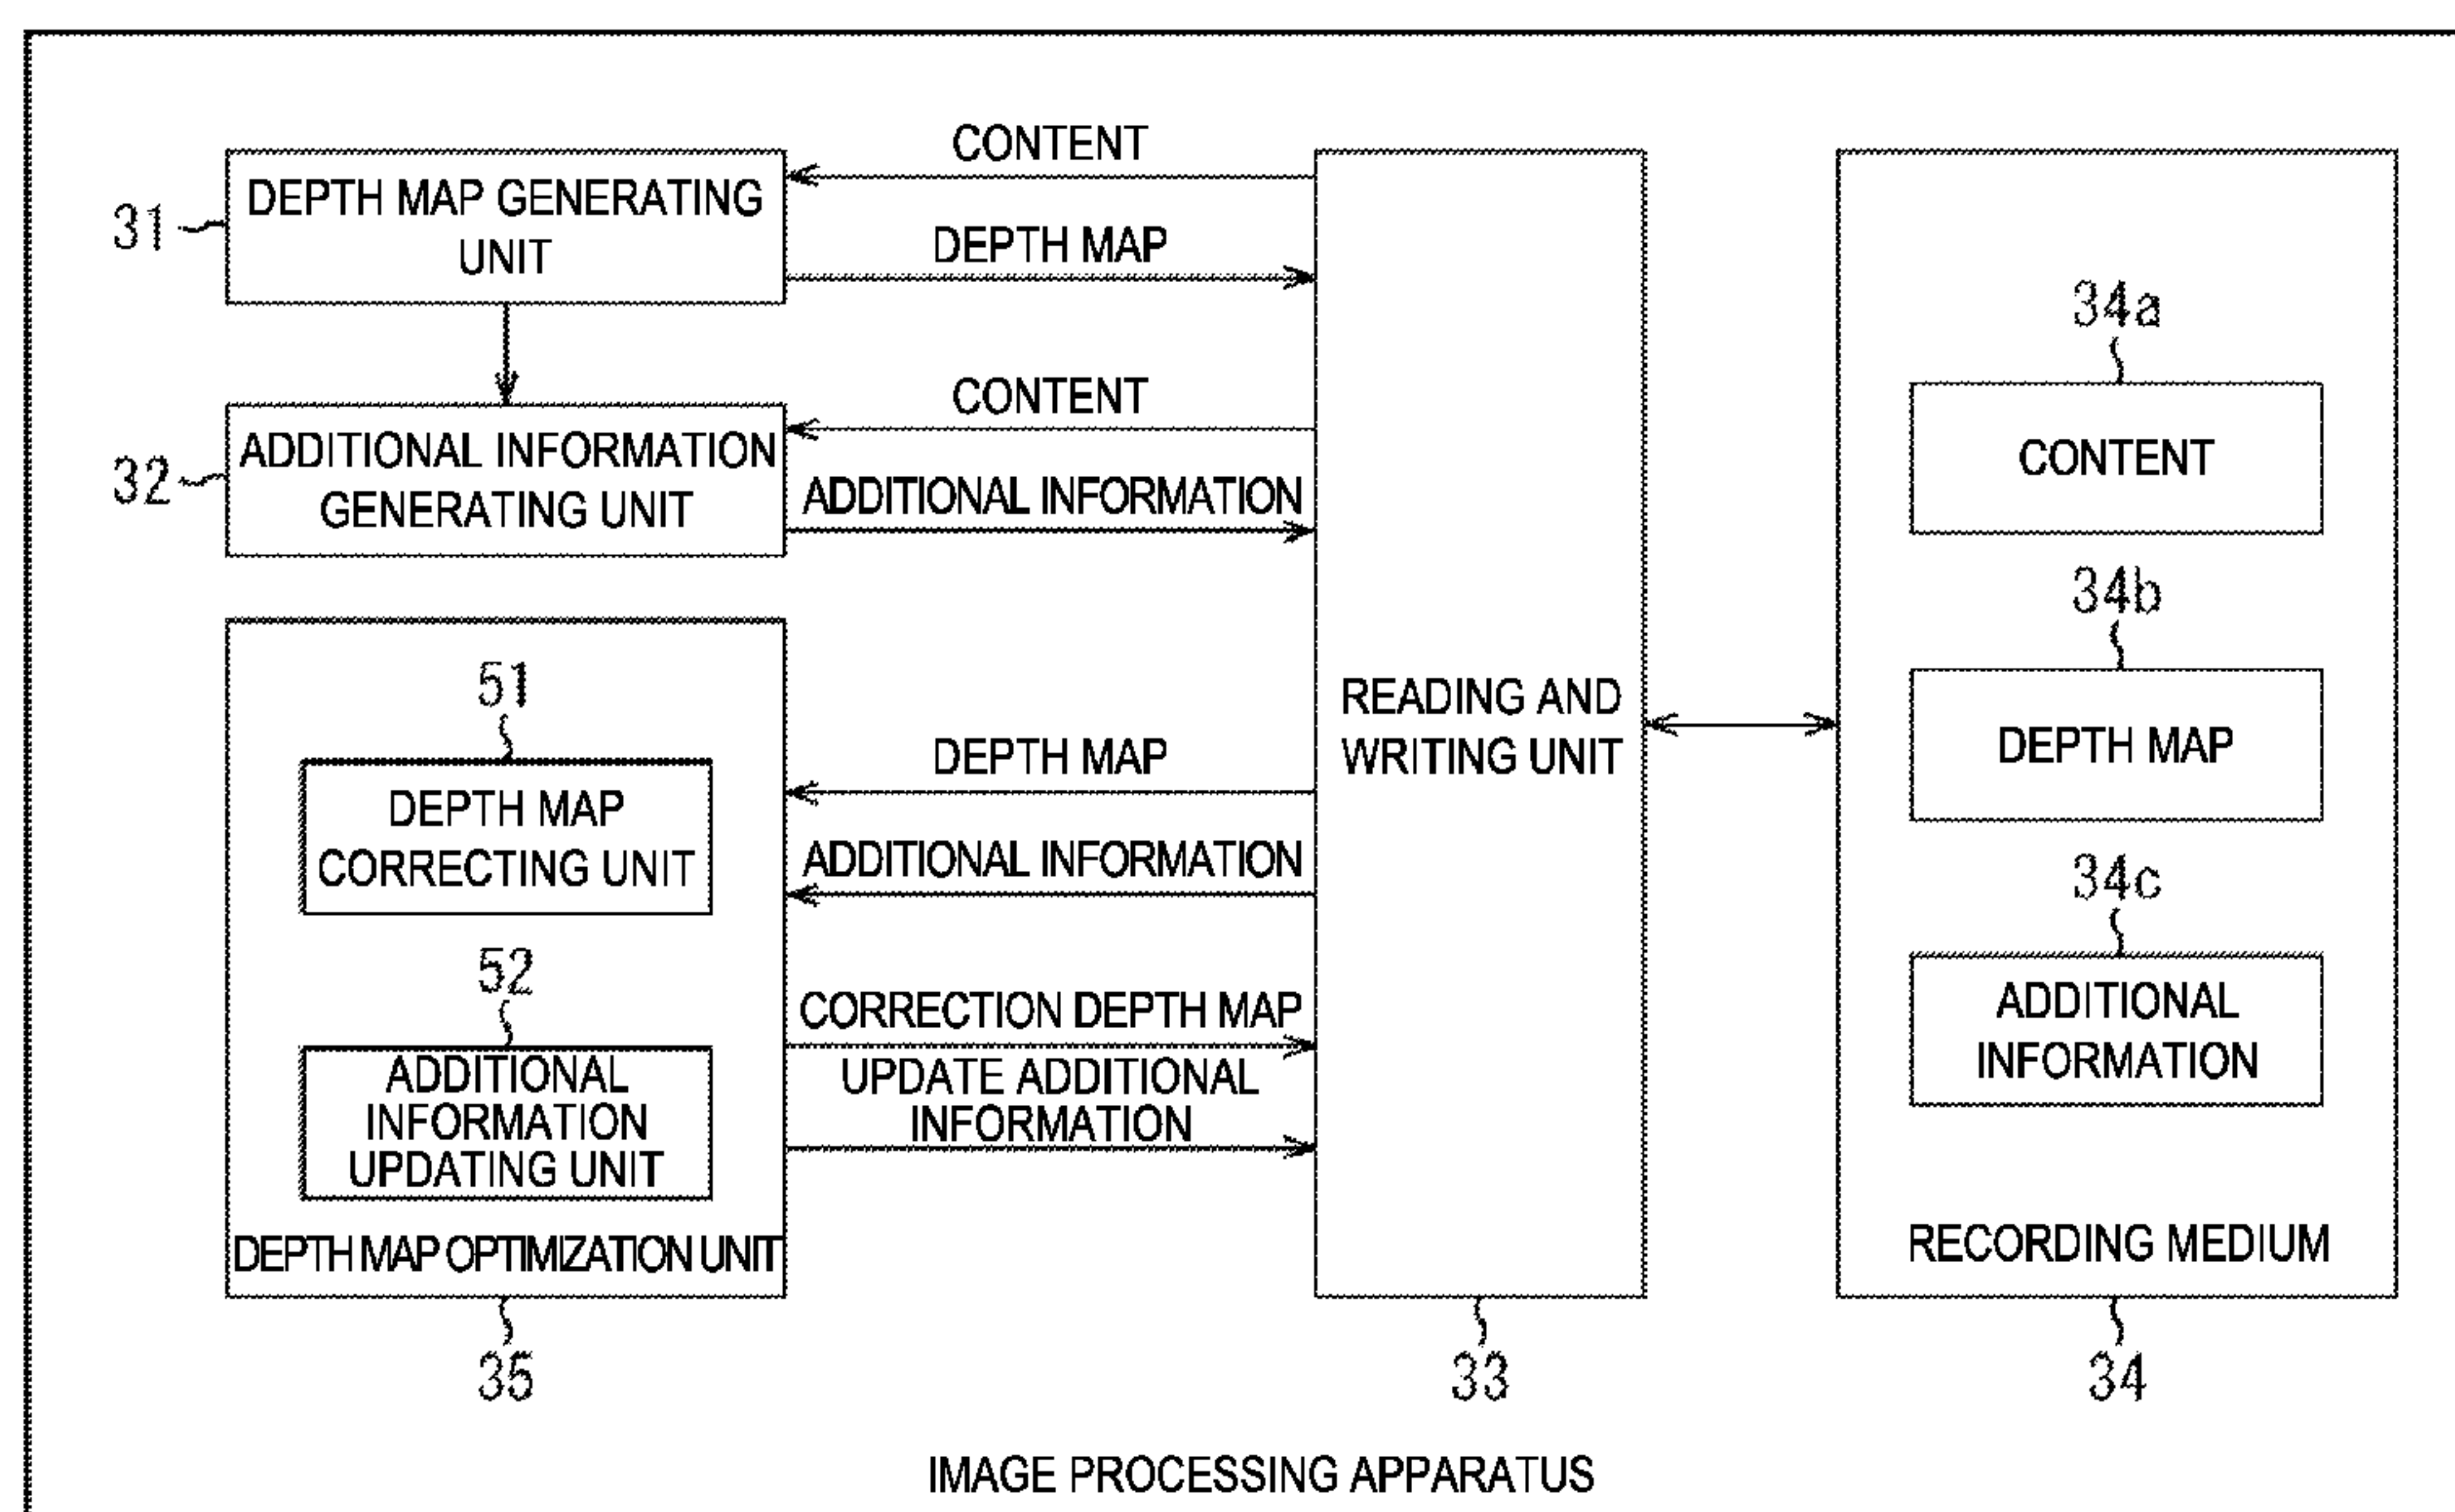 CONTENT
DEPTH MAP GENERATING
UNIT
31
DEPTH MAP
CONTENT
ADDITIONAL INFORMATION
GENERATING UNIT
32
ADDITIONAL INFORMATION
51
DEPTH MAP
CORRECTING UNIT
DEPTH MAP
ADDITIONAL INFORMATION
52
ADDITIONAL
INFORMATION
UPDATING UNIT
CORRECTION DEPTH MAP
UPDATE ADDITIONAL
INFORMATION
DEPTH MAP OPTIMIZATION UNIT
35
READING AND
WRITING UNIT
33
34a
CONTENT
34b
DEPTH MAP
34c
ADDITIONAL
INFORMATION
RECORDING MEDIUM
34
IMAGE PROCESSING APPARATUS